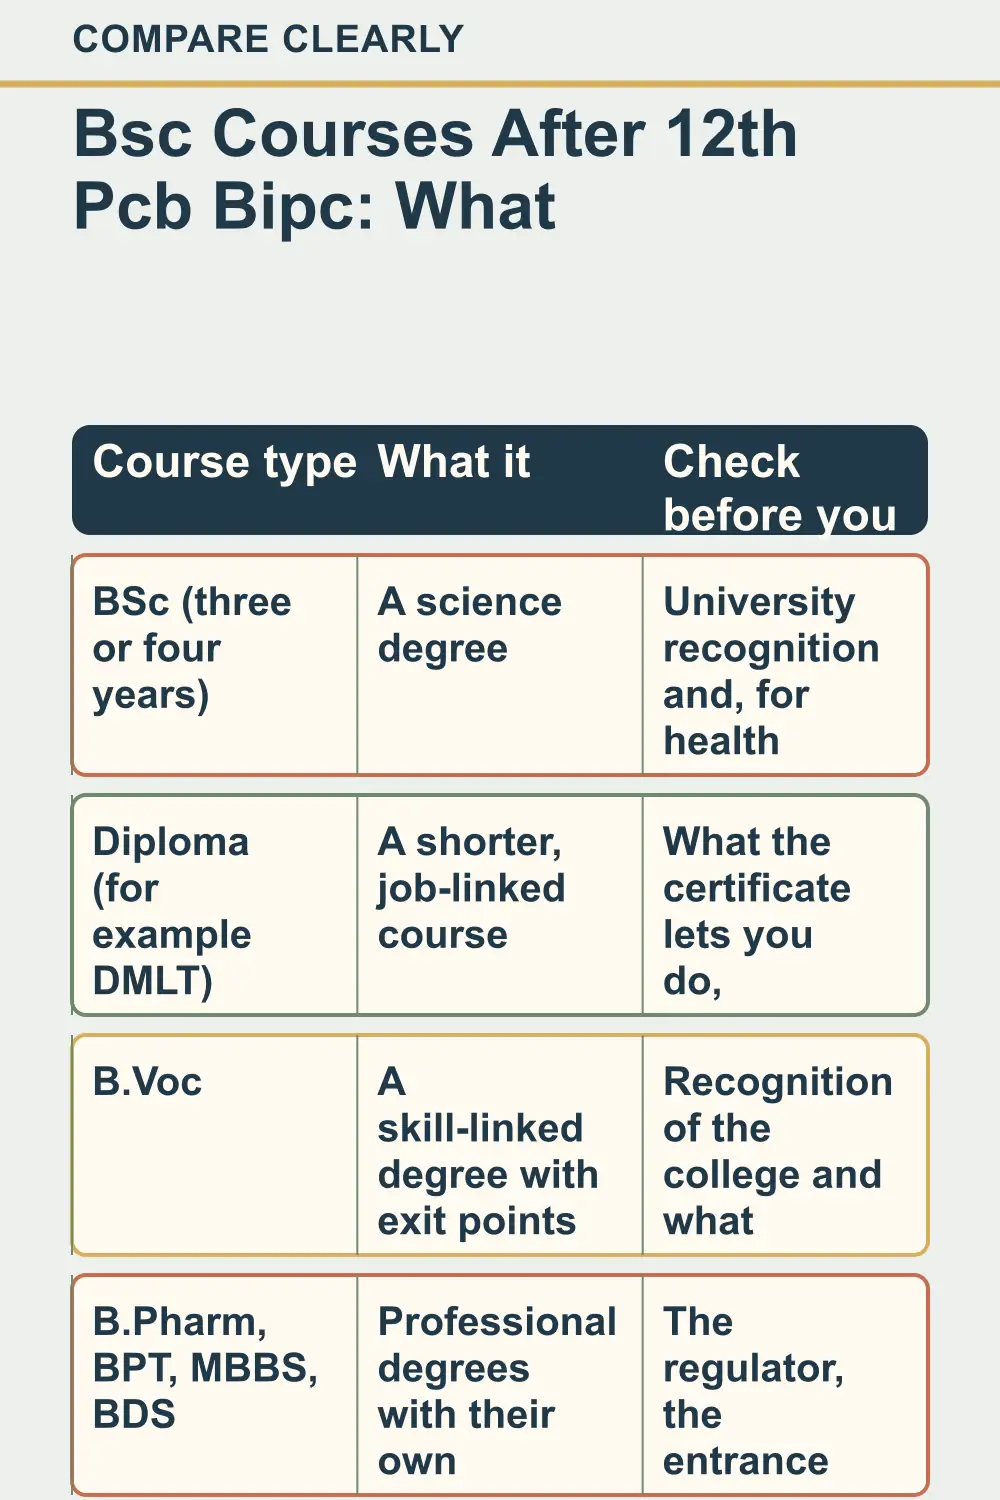 COMPARE CLEARLY
Bsc Courses After 12th
Pcb Bipc: What
Course type
What it
Check
before you
BSc (three
or four
years)
A science
degree
University
recognition
and, for
health
Diploma
(for
example
DMLT)
A shorter,
job-linked
course
What the
certificate
lets you
do,
B.Voc
A
skill-linked
degree with
exit points
Recognition
of the
college and
what
B.Pharm,
BPT, MBBS,
BDS
Professional
degrees
with their
own
The
regulator,
the
entrance